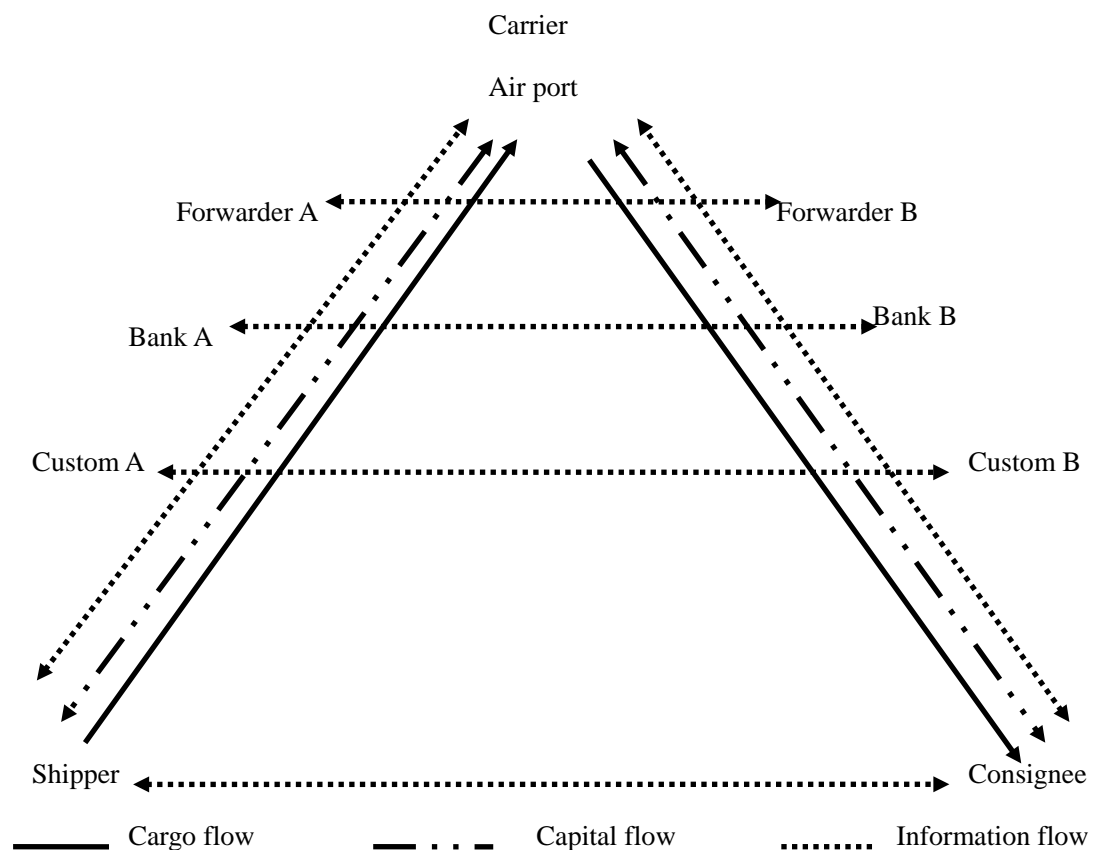 Carrier
Air port
Forwarder A
Forwarder B
Bank A
Bank B
Custom A
Custom B
Shipper
Consignee
Cargo flow
Capital flow
Information flow